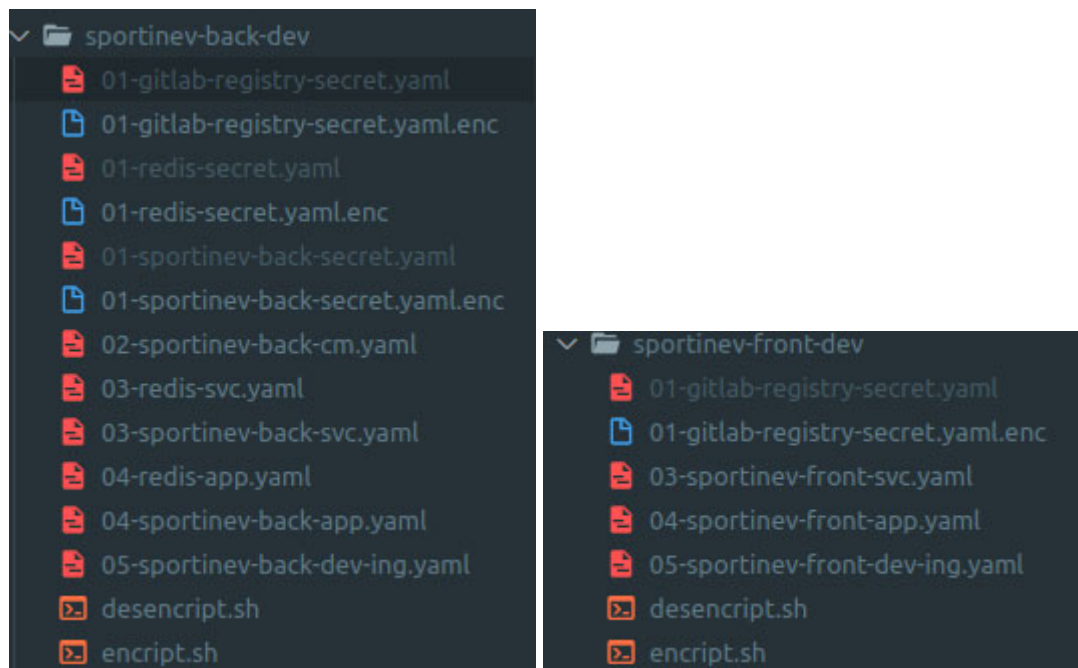 sportinev-back-dev
01-gitlab-registry-secret.yaml
01-gitlab-registry-secret.yaml.enc
01-redis-secret.yaml
01-redis-secret.yaml.enc
01-sportinev-back-secret.yaml
01-sportinev-back-secret.yaml.enc
02-sportinev-back-cm.yaml
03-redis-svc.yaml
03-sportinev-back-svc.yaml
04-redis-app.yaml
04-sportinev-back-app.yaml
05-sportinev-back-dev-ing.yaml
desencript.sh
encript.sh
sportinev-front-dev
01-gitlab-registry-secret.yaml
01-gitlab-registry-secret.yaml.enc
03-sportinev-front-svc.yaml
04-sportinev-front-app.yaml
05-sportinev-front-dev-ing.yaml
desencript.sh
encript.sh